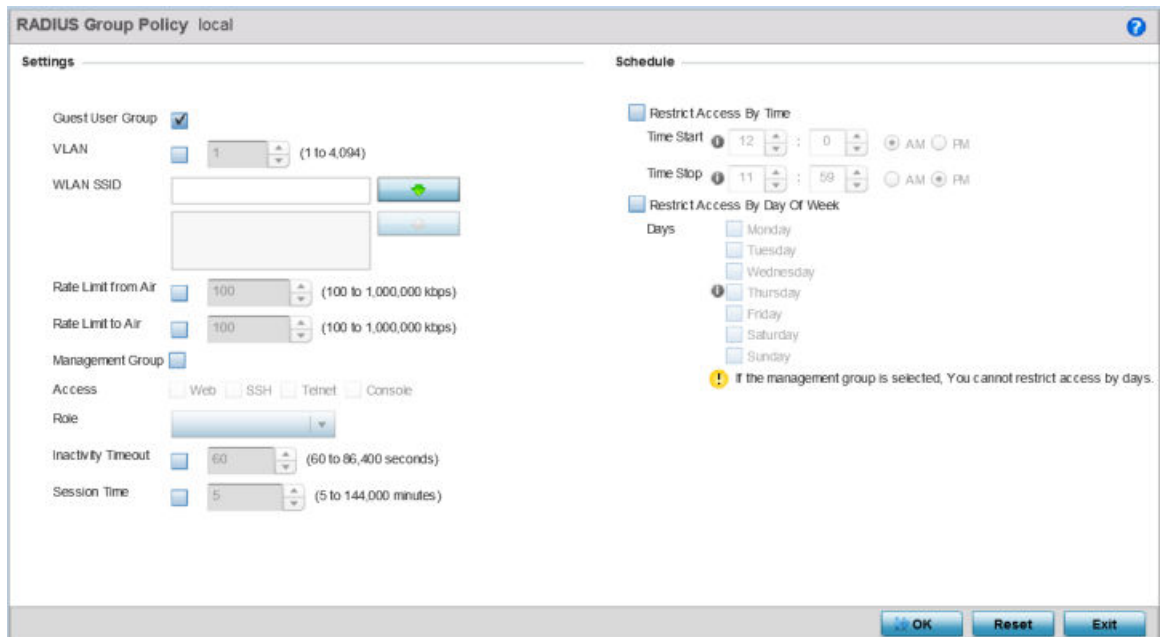 RADIUS Group Policy local
?
Settings
Guest User Group
VLAN 1 (1 to 4,094)
WLAN SSID
Rate Limit from Air 100 (100 to 1,000,000 kbps)
Rate Limit to Air 100 (100 to 1,000,000 kbps)
Management Group
Access Web SSH Telnet Console
Role
Inactivity Timeout 60 (60 to 86,400 seconds)
Session Time 5 (5 to 144,000 minutes)
Schedule
Restrict Access By Time
Time Start i 12 : 0 AM PM
Time Stop i 11 : 59 AM PM
Restrict Access By Day Of Week
Days Monday
Tuesday
Wednesday
i Thursday
Friday
Saturday
Sunday
! If the management group is selected, You cannot restrict access by days.
OK Reset Exit